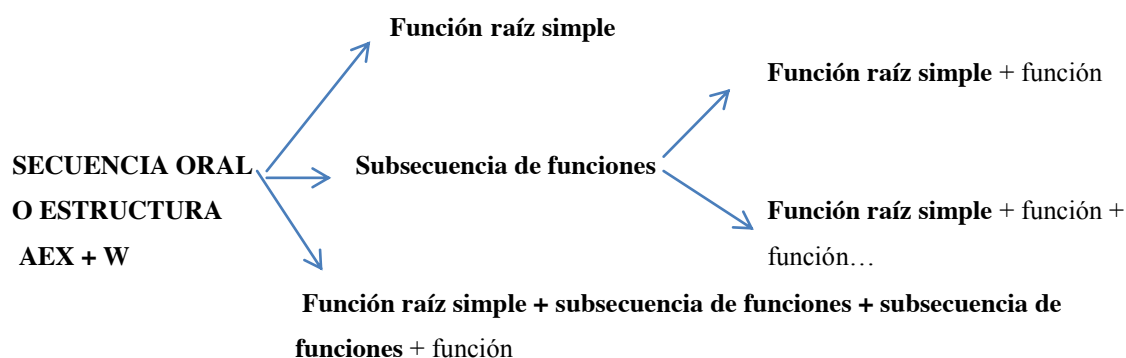 Función raíz simple
Función raíz simple + función
SECUENCIA ORAL
O ESTRUCTURA
AEX + W
Subsecuencia de funciones
Función raíz simple + función +
función…
Función raíz simple + subsecuencia de funciones + subsecuencia de
funciones + función